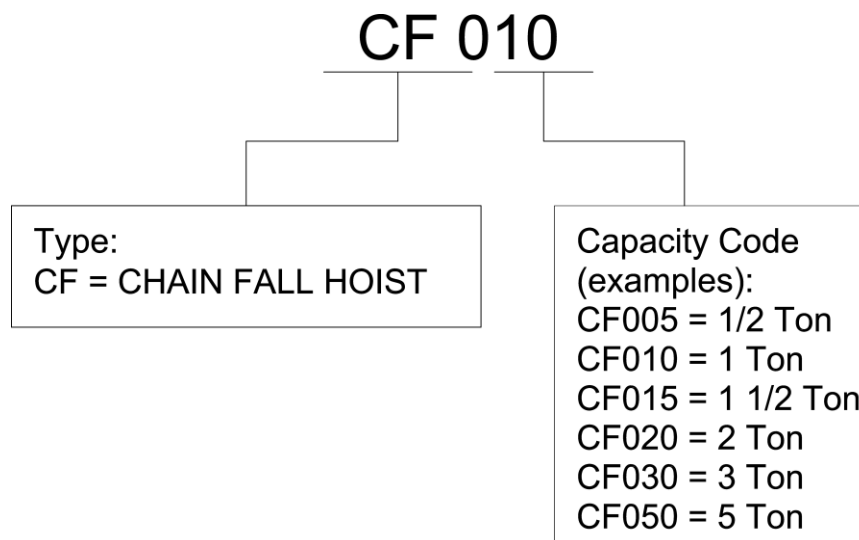 CF 010
Type:
CF = CHAIN FALL HOIST
Capacity Code
(examples):
CF005 = 1/2 Ton
CF010 = 1 Ton
CF015 = 1 1/2 Ton
CF020 = 2 Ton
CF030 = 3 Ton
CF050 = 5 Ton